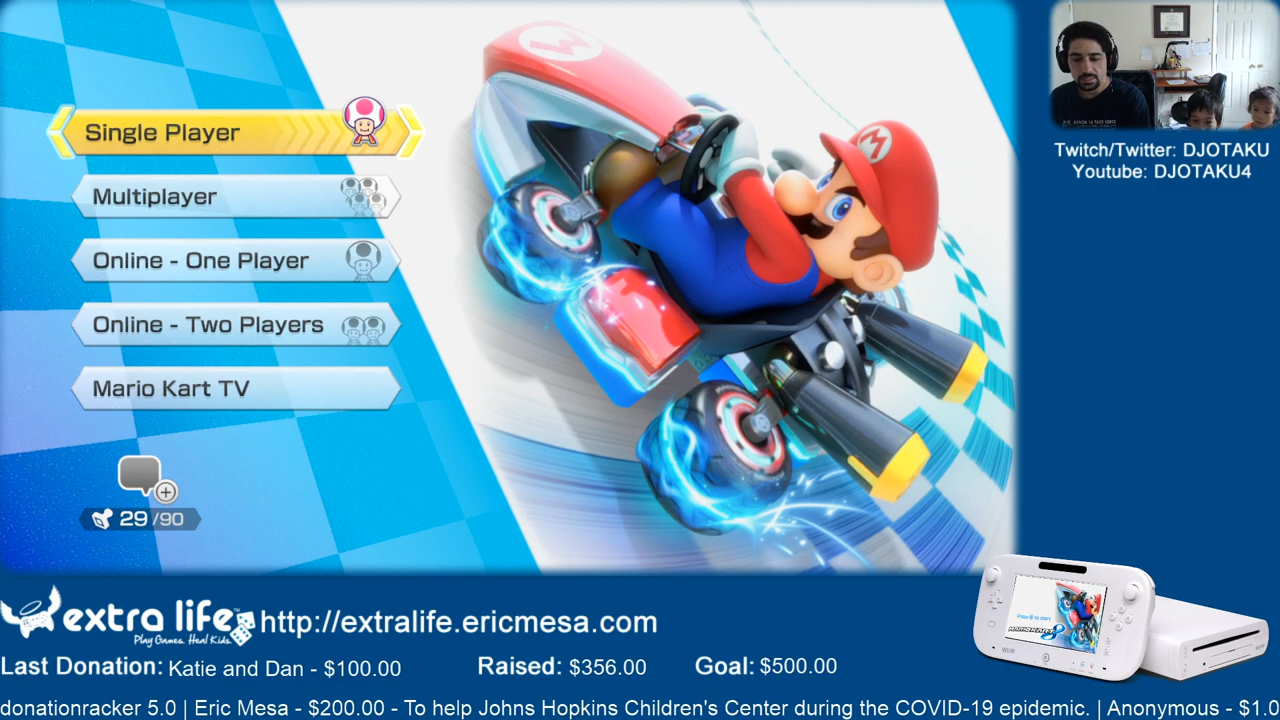 Single Player
Multiplayer
Online - One Player
Online - Two Players
Mario Kart TV
29/90
M
M
Twitch/Twitter: DJOTAKU
Youtube: DJOTAKU4
extra life
Play Games. Heal Kids.
http://extralife.ericmesa.com
Last Donation: Katie and Dan - $100.00
Raised: $356.00
Goal: $500.00
MARIOKART 8
WiiU
donationracker 5.0 | Eric Mesa - $200.00 - To help Johns Hopkins Children's Center during the COVID-19 epidemic. | Anonymous - $1.0